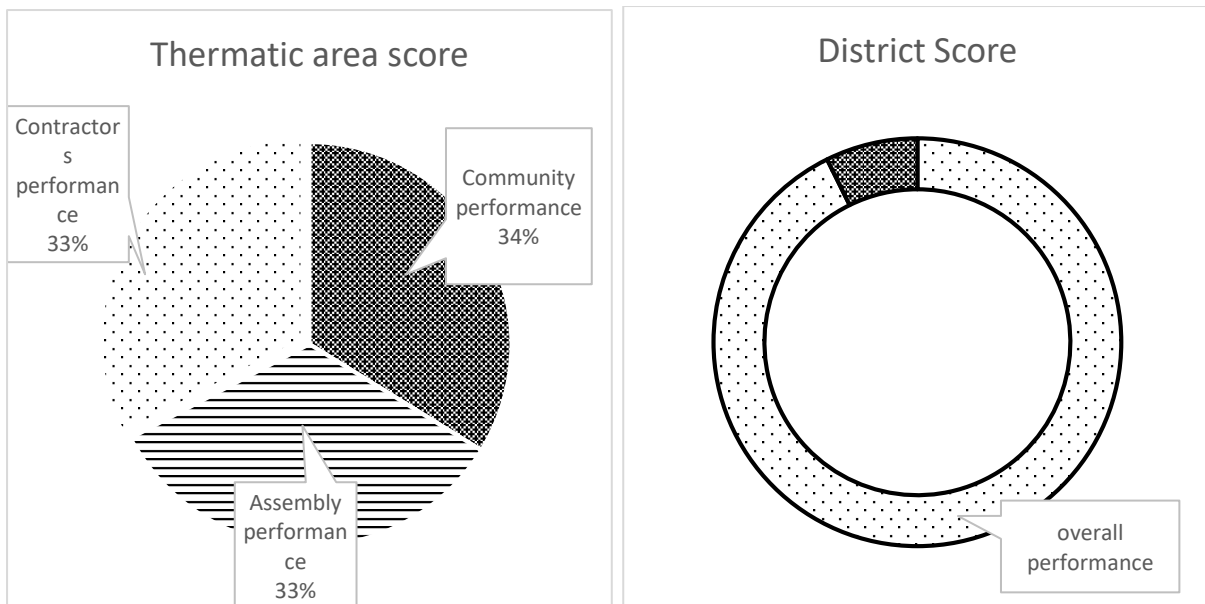 Thermatic area score
Contractor
s
performan
ce
33%
Community
performance
34%
Assembly
performan
ce
33%
District Score
overall
performance